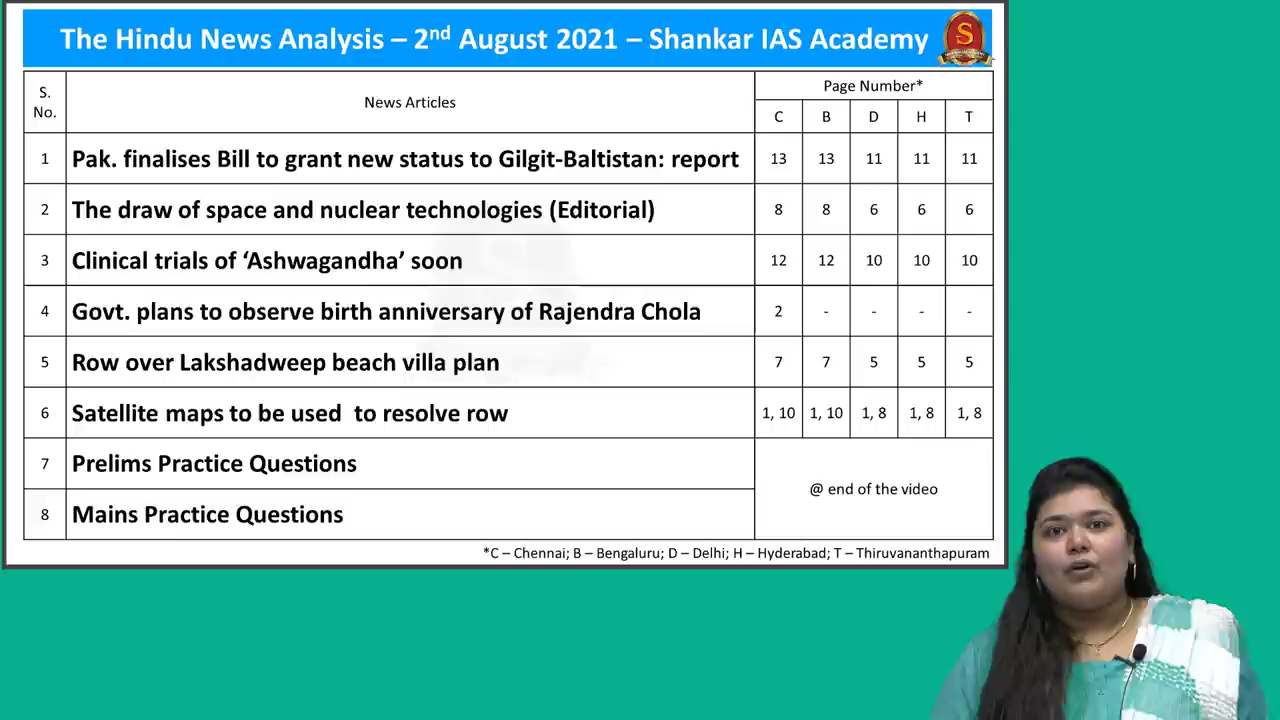 The Hindu News Analysis – 2nd August 2021 – Shankar IAS Academy
S
S. No. News Articles Page Number*
C B D H T
1 Pak. finalises Bill to grant new status to Gilgit-Baltistan: report 13 13 11 11 11
2 The draw of space and nuclear technologies (Editorial) 8 8 6 6 6
3 Clinical trials of ‘Ashwagandha’ soon 12 12 10 10 10
4 Govt. plans to observe birth anniversary of Rajendra Chola 2 - - - -
5 Row over Lakshadweep beach villa plan 7 7 5 5 5
6 Satellite maps to be used to resolve row 1, 10 1, 10 1, 8 1, 8 1, 8
7 Prelims Practice Questions @ end of the video
8 Mains Practice Questions
*C – Chennai; B – Bengaluru; D – Delhi; H – Hyderabad; T – Thiruvananthapuram